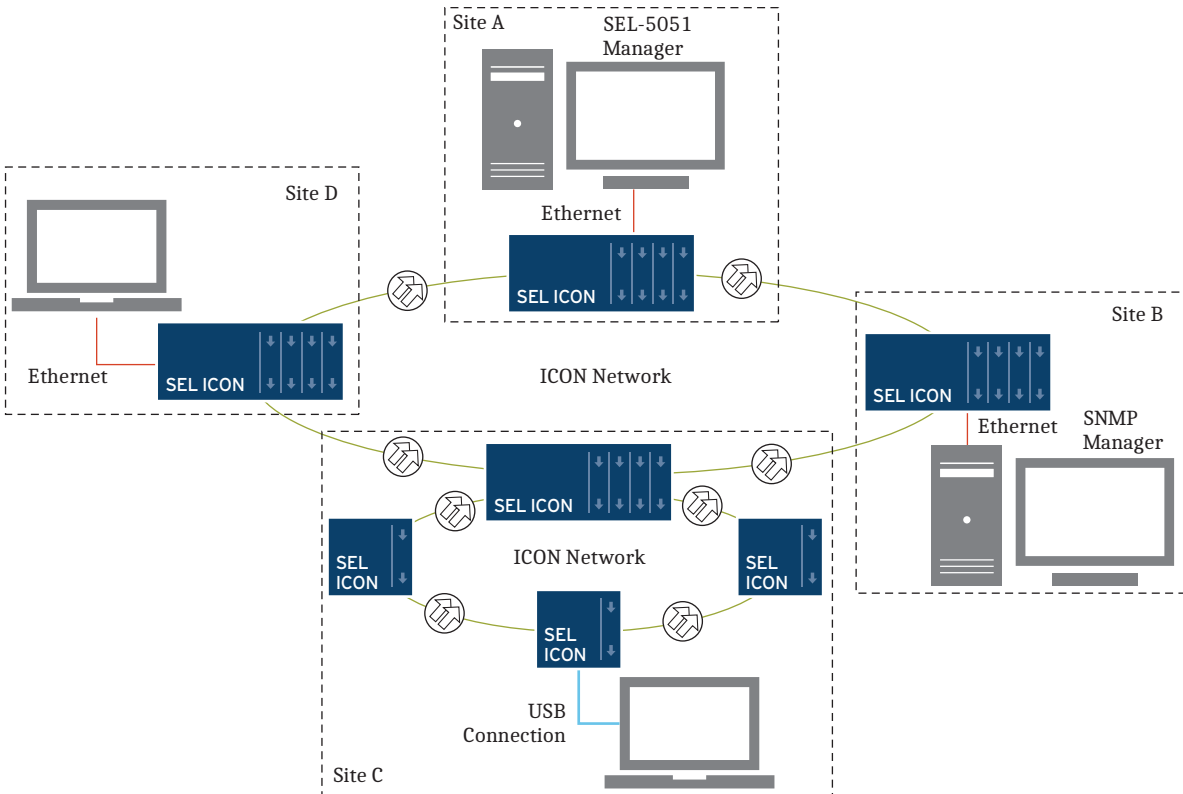 Site A
SEL-5051
Manager
Site D
Ethernet
SEL ICON
Site B
Ethernet
SEL ICON
ICON Network
SEL ICON
Ethernet
SNMP
Manager
SEL ICON
SEL
ICON
ICON Network
SEL
ICON
SEL
ICON
USB
Connection
Site C